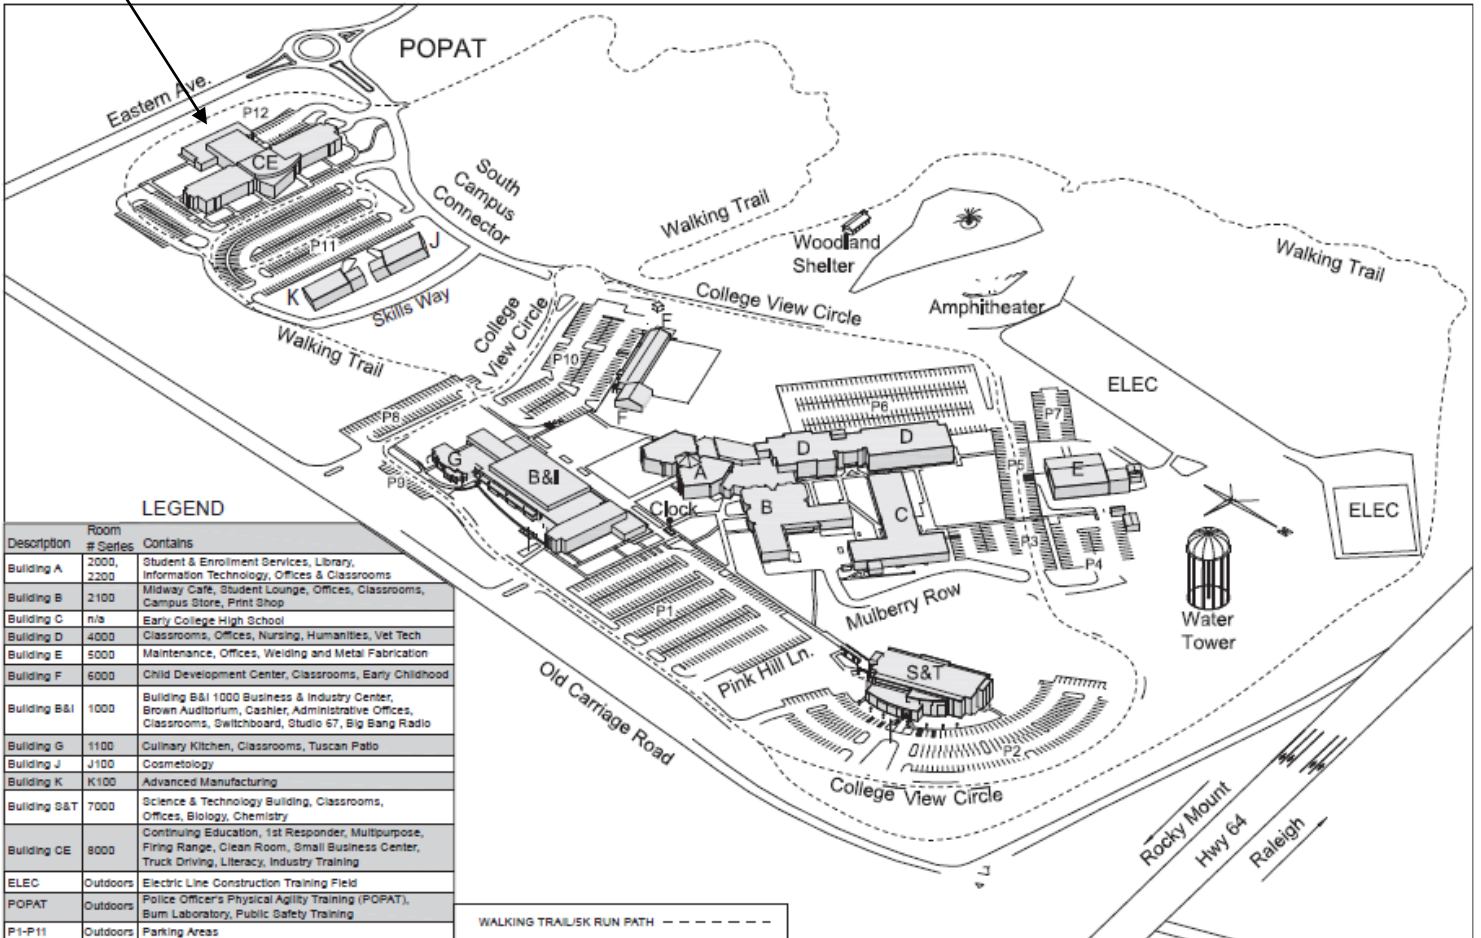 POPAT
Eastern Ave.
P12
CE
South
Campus
Connector
P11
J
K
Skills Way
Walking Trail
Walking Trail
Woodland
Shelter
Amphitheater
Walking Trail
College View Circle
College
View Circle
F
P10
F
P8
ELEC
P7
P6
D
D
P5
E
G
B&I
A
P9
Clock
B
C
ELEC
P3
P4
P1
Mulberry Row
Water
Tower
Pink Hill Ln.
S&T
Old Carriage Road
P2
College View Circle
Rocky Mount
Hwy 64
Raleigh
LEGEND
Description Room # Series Contains
Building A 2000, 2200 Student & Enrollment Services, Library,
Information Technology, Offices & Classrooms
Building B 2100 Midway Café, Student Lounge, Offices, Classrooms,
Campus Store, Print Shop
Building C n/a Early College High School
Building D 4000 Classrooms, Offices, Nursing, Humanities, Vet Tech
Building E 5000 Maintenance, Offices, Welding and Metal Fabrication
Building F 6000 Child Development Center, Classrooms, Early Childhood
Building B&I 1000 Building B&I 1000 Business & Industry Center,
Brown Auditorium, Cashier, Administrative Offices,
Classrooms, Switchboard, Studio 67, Big Bang Radio
Building G 1100 Culinary Kitchen, Classrooms, Tuscan Patio
Building J J100 Cosmetology
Building K K100 Advanced Manufacturing
Building S&T 7000 Science & Technology Building, Classrooms,
Offices, Biology, Chemistry
Building CE 8000 Continuing Education, 1st Responder, Multipurpose,
Firing Range, Clean Room, Small Business Center,
Truck Driving, Literacy, Industry Training
ELEC Outdoors Electric Line Construction Training Field
POPAT Outdoors Police Officer's Physical Agility Training (POPAT),
Burn Laboratory, Public Safety Training
P1-P11 Outdoors Parking Areas
WALKING TRAIL/5K RUN PATH